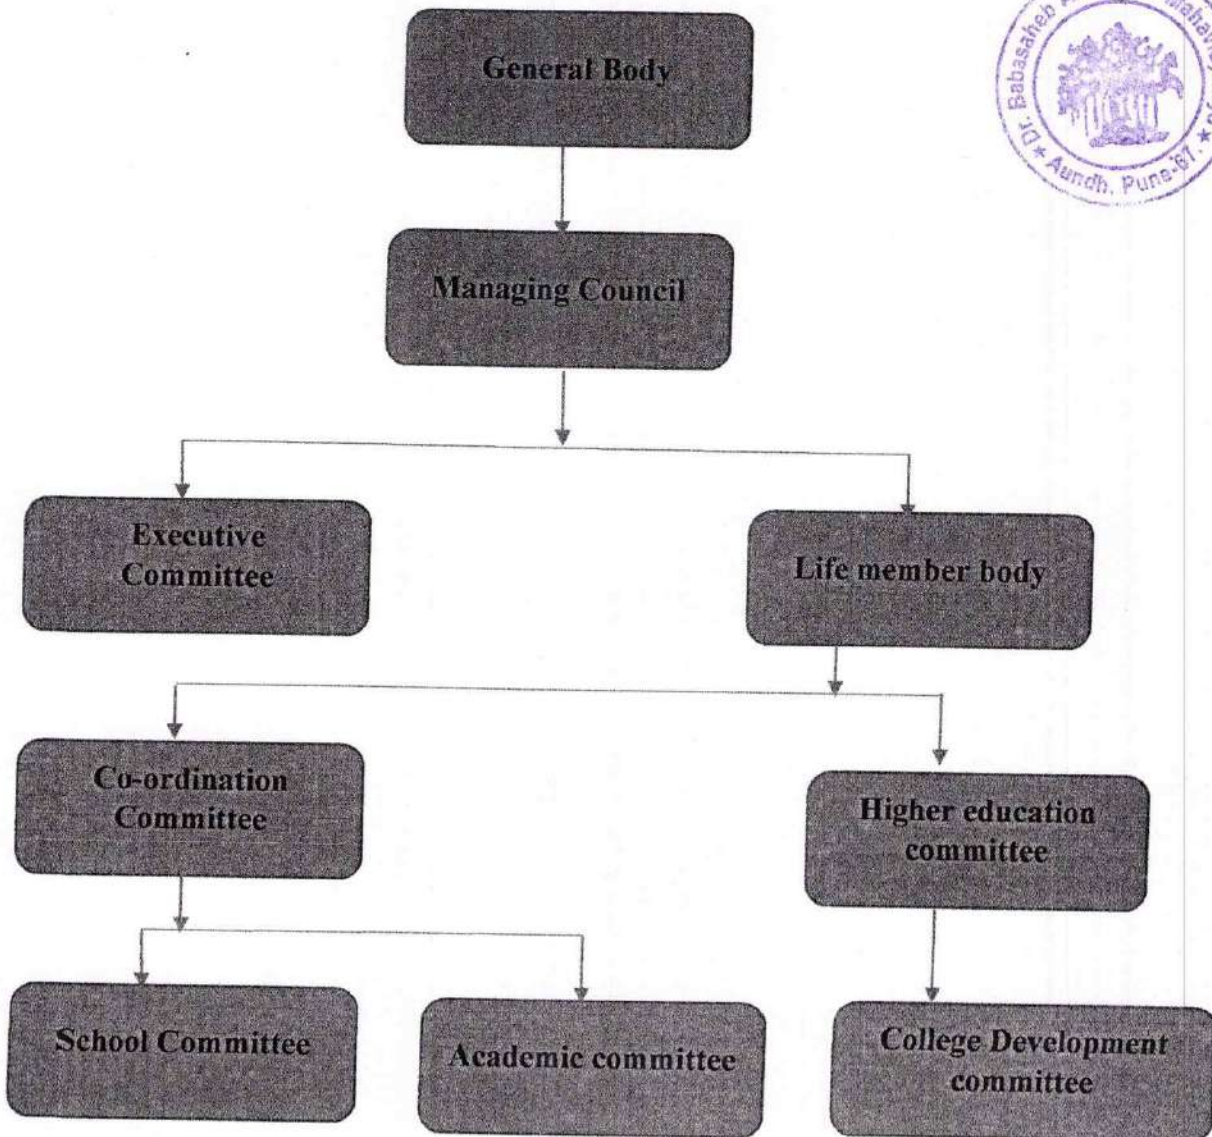 General Body
★ Dr. Babasaheb
★ Aundh. Pune-67. ★
Managing Council
Executive
Committee
Life member body
Co-ordination
Committee
Higher education
committee
School Committee
Academic committee
College Development
committee